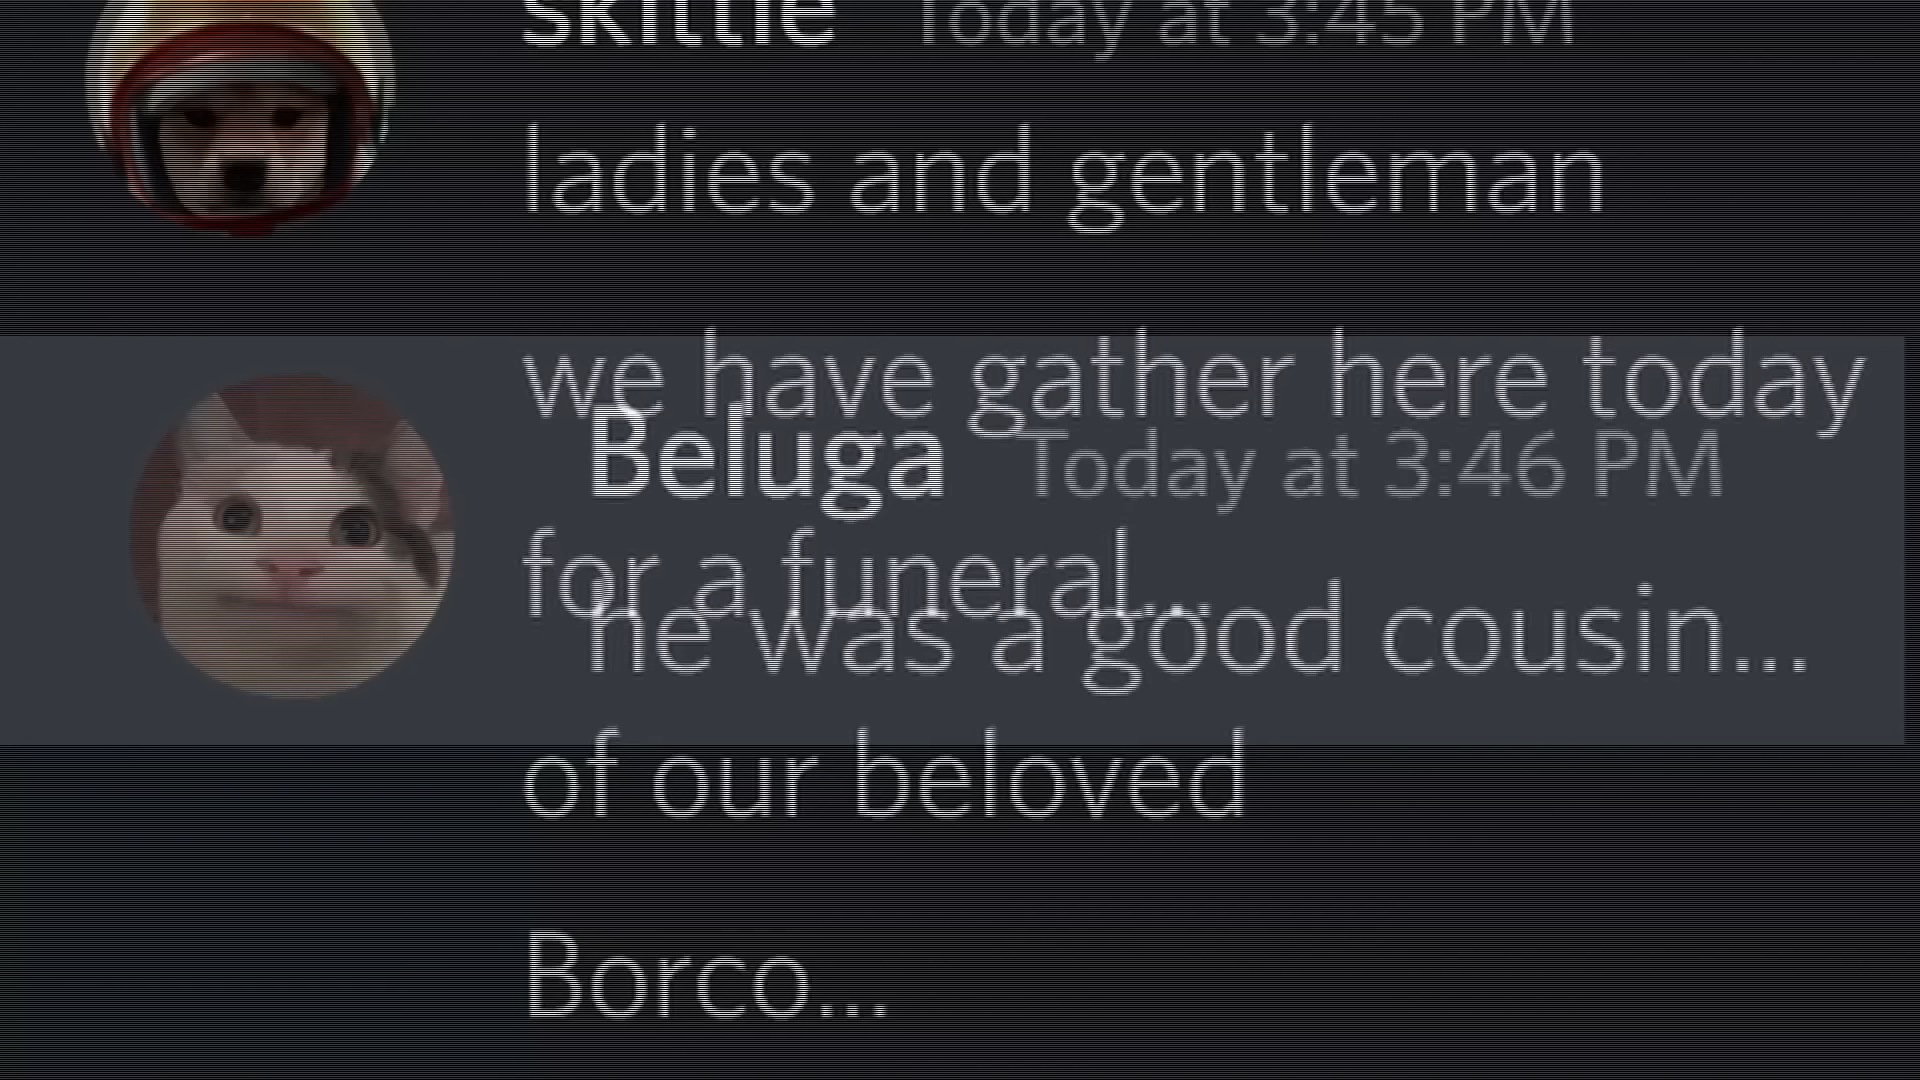 skittle Today at 3:45 PM
ladies and gentleman
we have gather here today
Beluga Today at 3:46 PM
for a funeral...
he was a good cousin...
of our beloved
Borco...